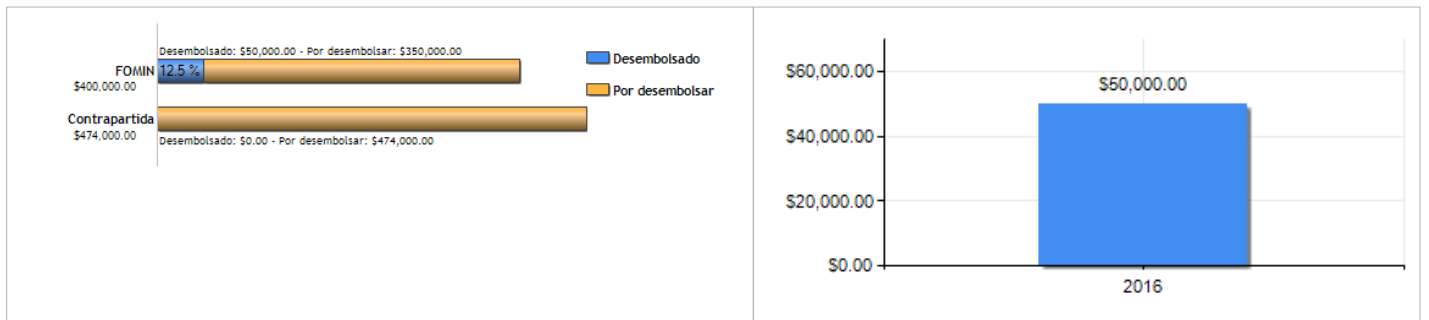 Desembolsado: $50,000.00 - Por desembolsar: $350,000.00
FOMIN 12.5 %
$400,000.00
Contrapartida
$474,000.00
Desembolsado: $0.00 - Por desembolsar: $474,000.00
Desembolsado
Por desembolsar
$60,000.00
$50,000.00
$40,000.00
$20,000.00
$0.00
2016